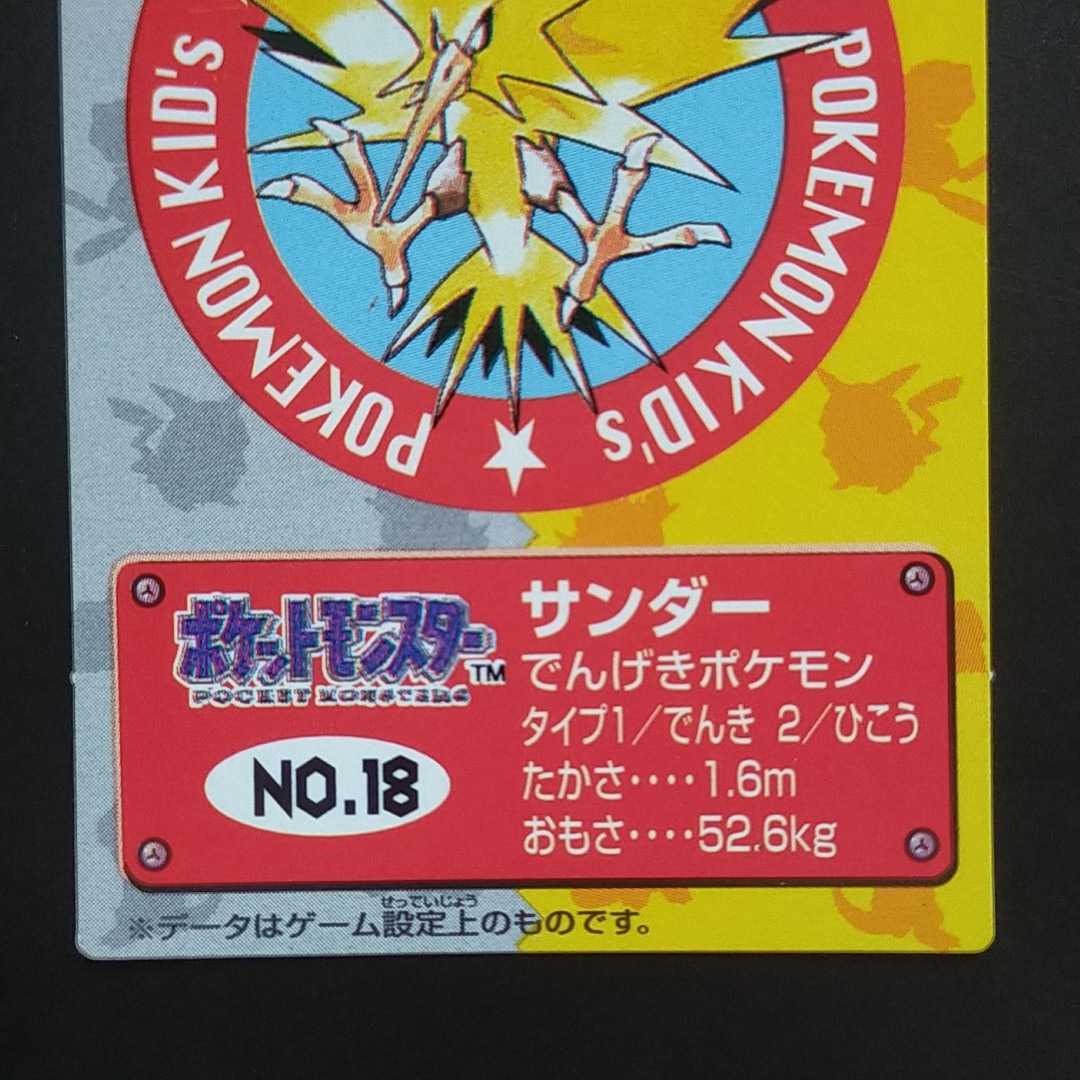 POKEMON KID's
POKEMON KID's
ポケットモンスター TM
POCKET MONSTERS
NO.18
サンダー
でんげきポケモン
タイプ1/でんき 2/ひこう
たかさ････1.6m
おもさ････52.6kg
せっていじょう
※データはゲーム設定上のものです。